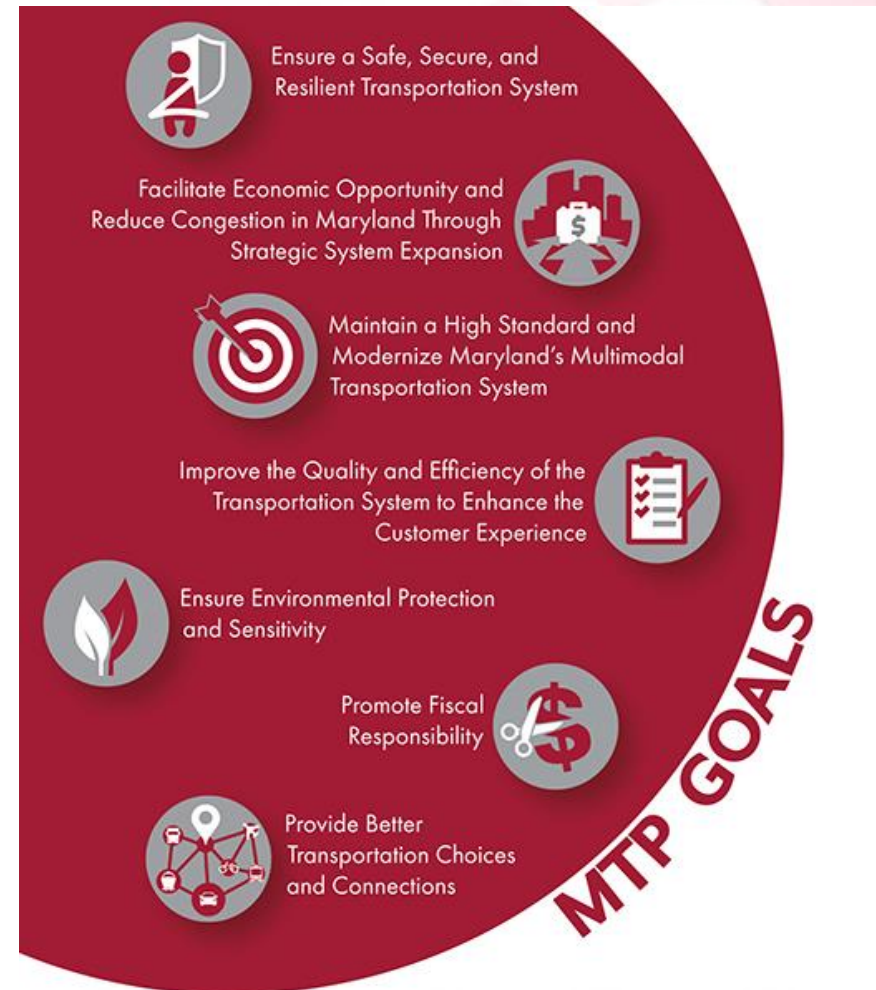 Ensure a Safe, Secure, and
Resilient Transportation System
Facilitate Economic Opportunity and
Reduce Congestion in Maryland Through
Strategic System Expansion
$
Maintain a High Standard and
Modernize Maryland's Multimodal
Transportation System
Improve the Quality and Efficiency of the
Transportation System to Enhance the
Customer Experience
Ensure Environmental Protection
and Sensitivity
Promote Fiscal
Responsibility
$
Provide Better
Transportation Choices
and Connections
MTP GOALS